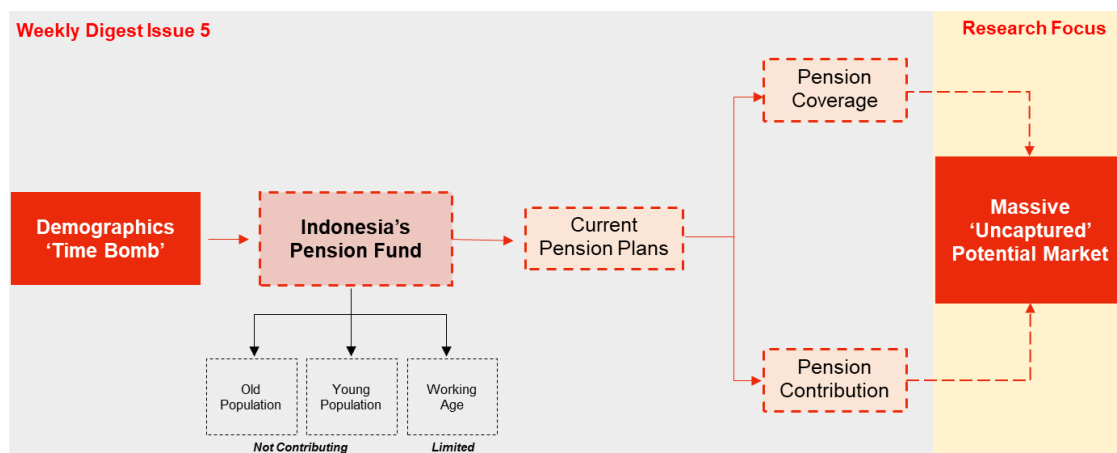 Weekly Digest Issue 5
Research Focus
Pension
Coverage
Demographics
‘Time Bomb’
Indonesia’s
Pension Fund
Current
Pension Plans
Massive
‘Uncaptured’
Potential Market
Old
Population
Young
Population
Working
Age
Not Contributing
Limited
Pension
Contribution